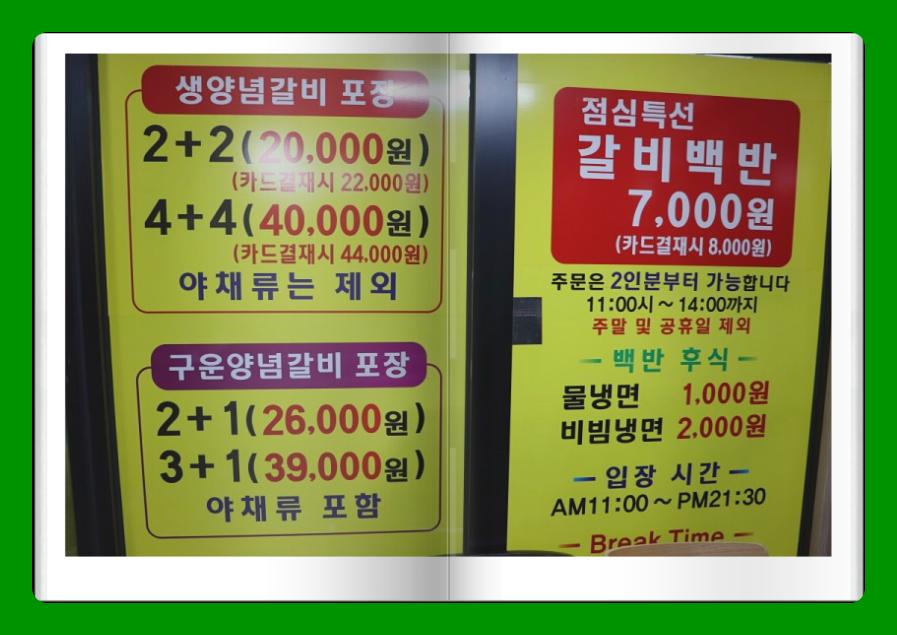 생양념갈비 포장
2+2(20,000원)
(카드결재시 22,000원)
4+4(40,000원)
(카드결재시 44,000원)
야채류는 제외
구운양념갈비 포장
2+1(26,000원)
3+1(39,000원)
야채류 포함
점심특선
갈비백반
7,000원
(카드결재시 8,000원)
주문은 2인분부터 가능합니다
11:00시~14:00까지
주말 및 공휴일 제외
- 백반 후식 -
물냉면 1,000원
비빔냉면 2,000원
- 입장 시간 -
AM11:00~PM21:30
- Break Time -